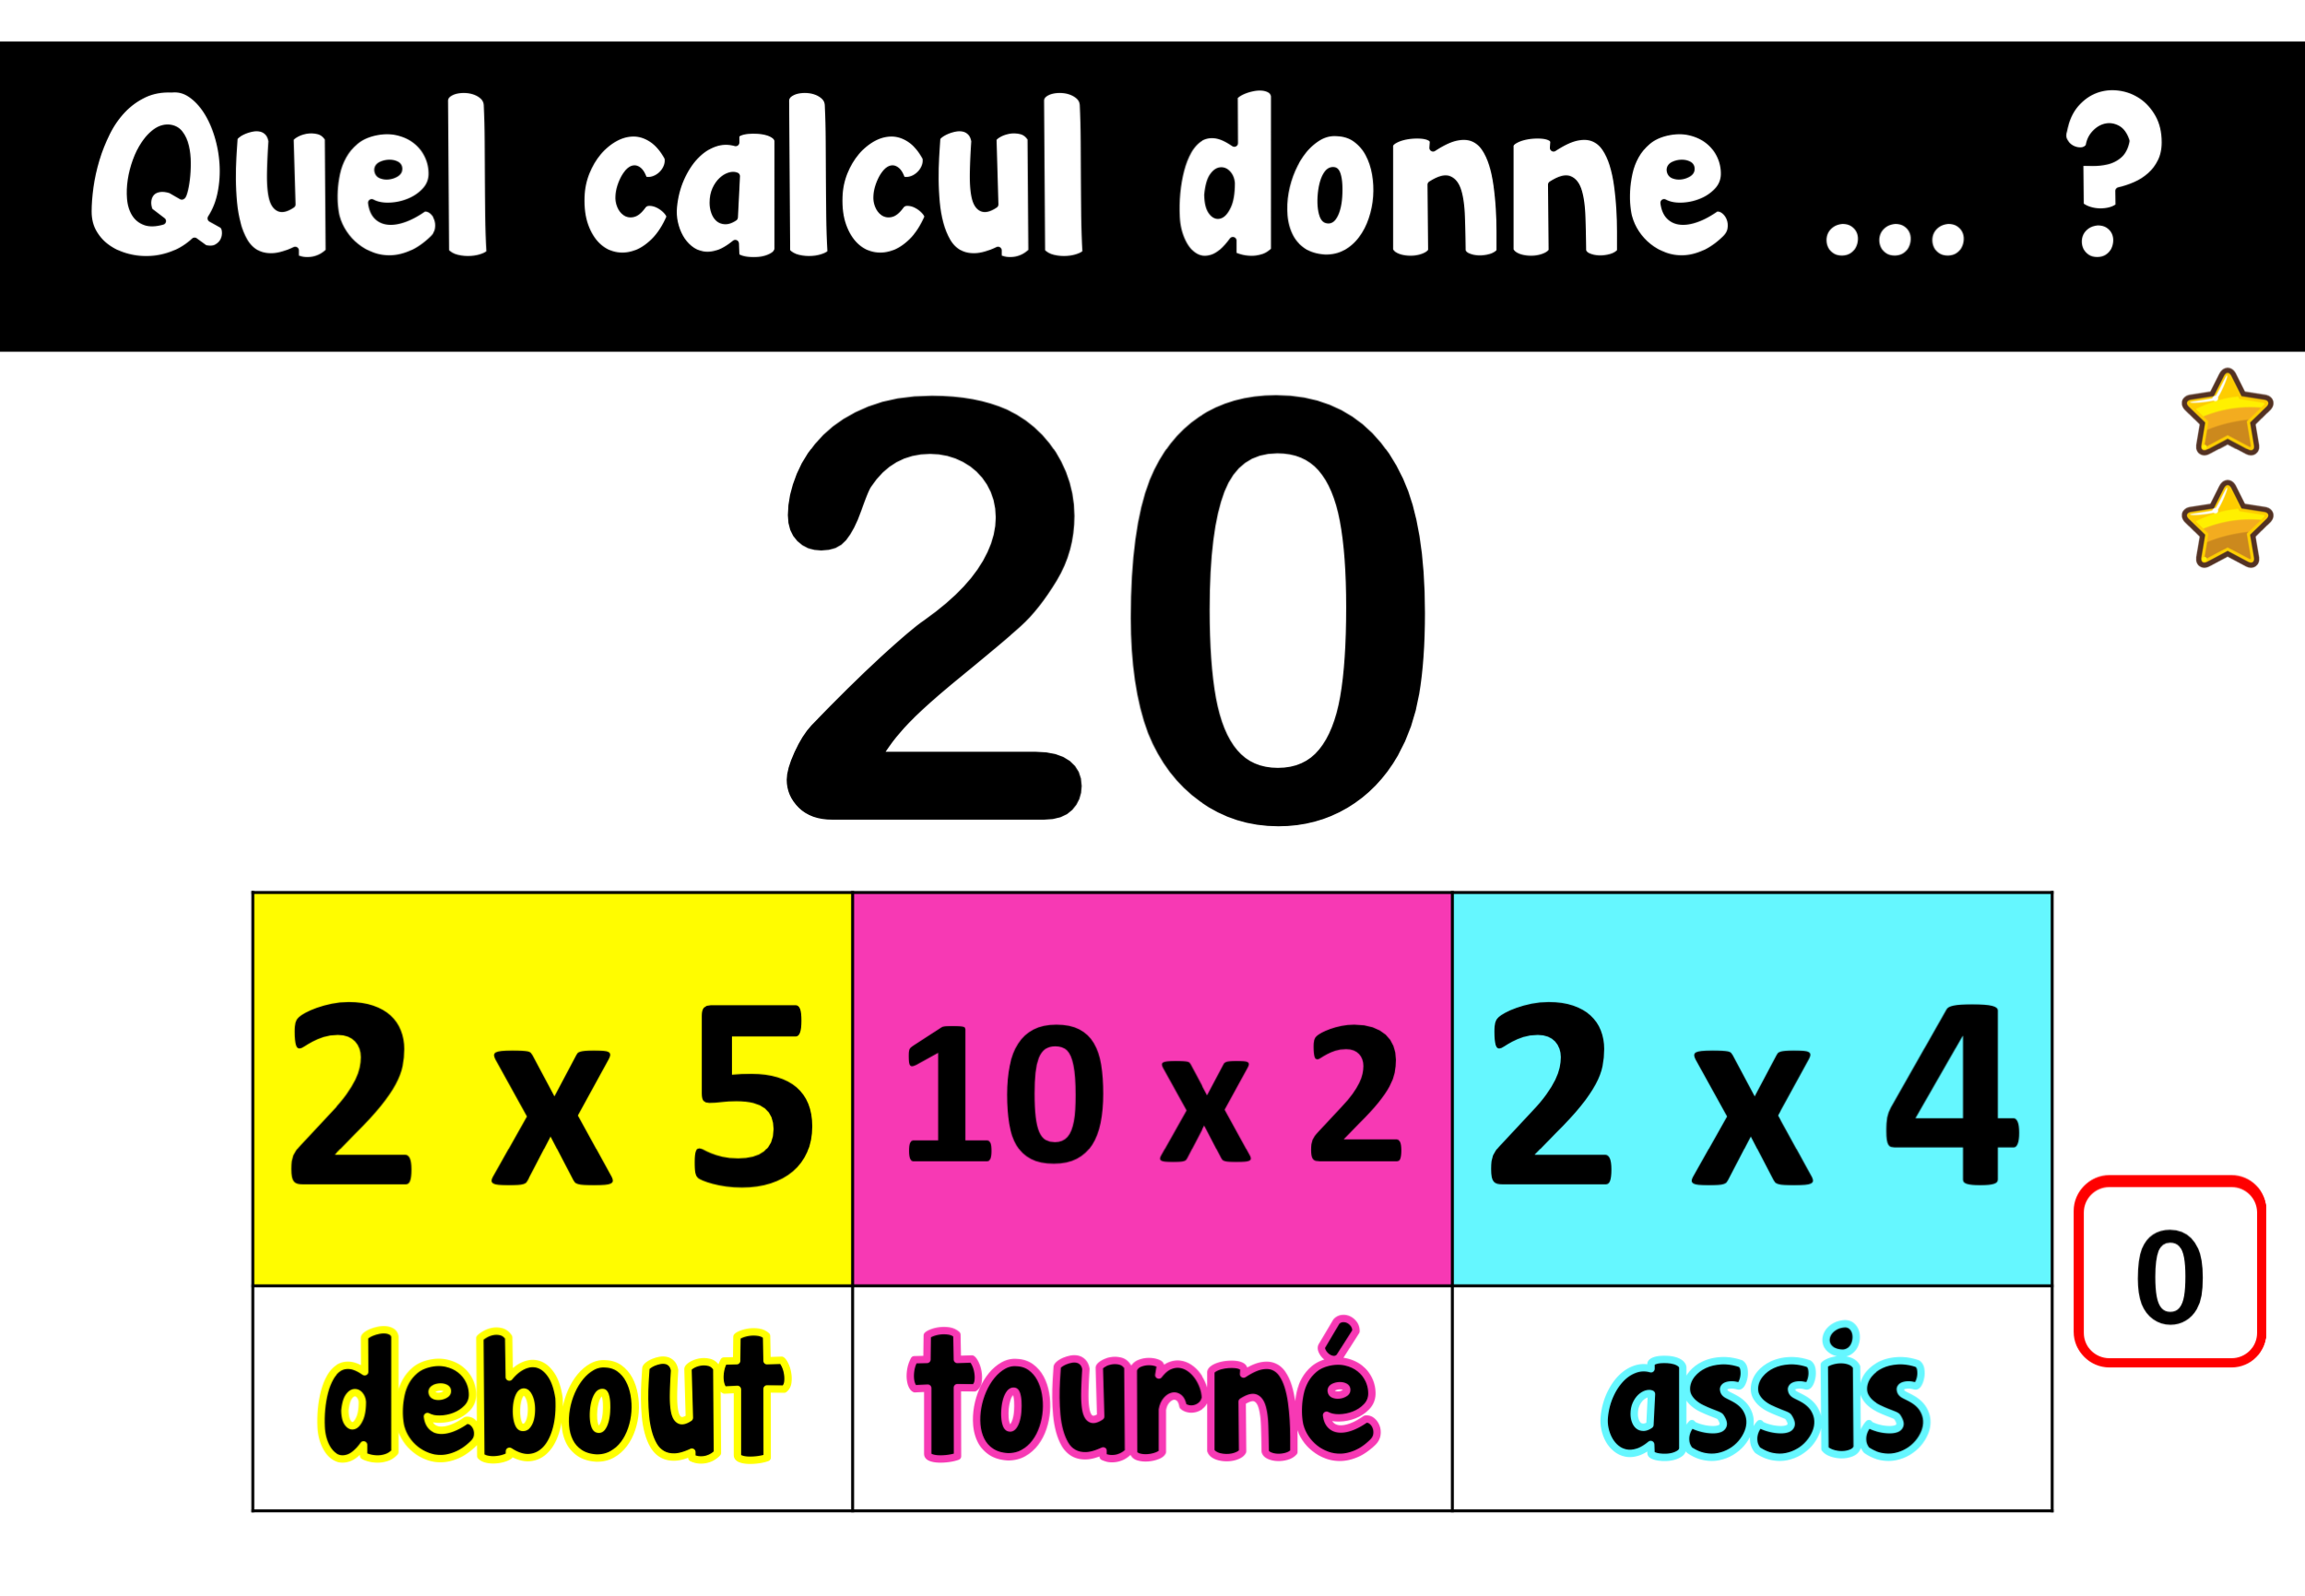 Quel calcul donne ... ?
20
2 x 5 10 x 2 2 x 4
0
debout tourné assis